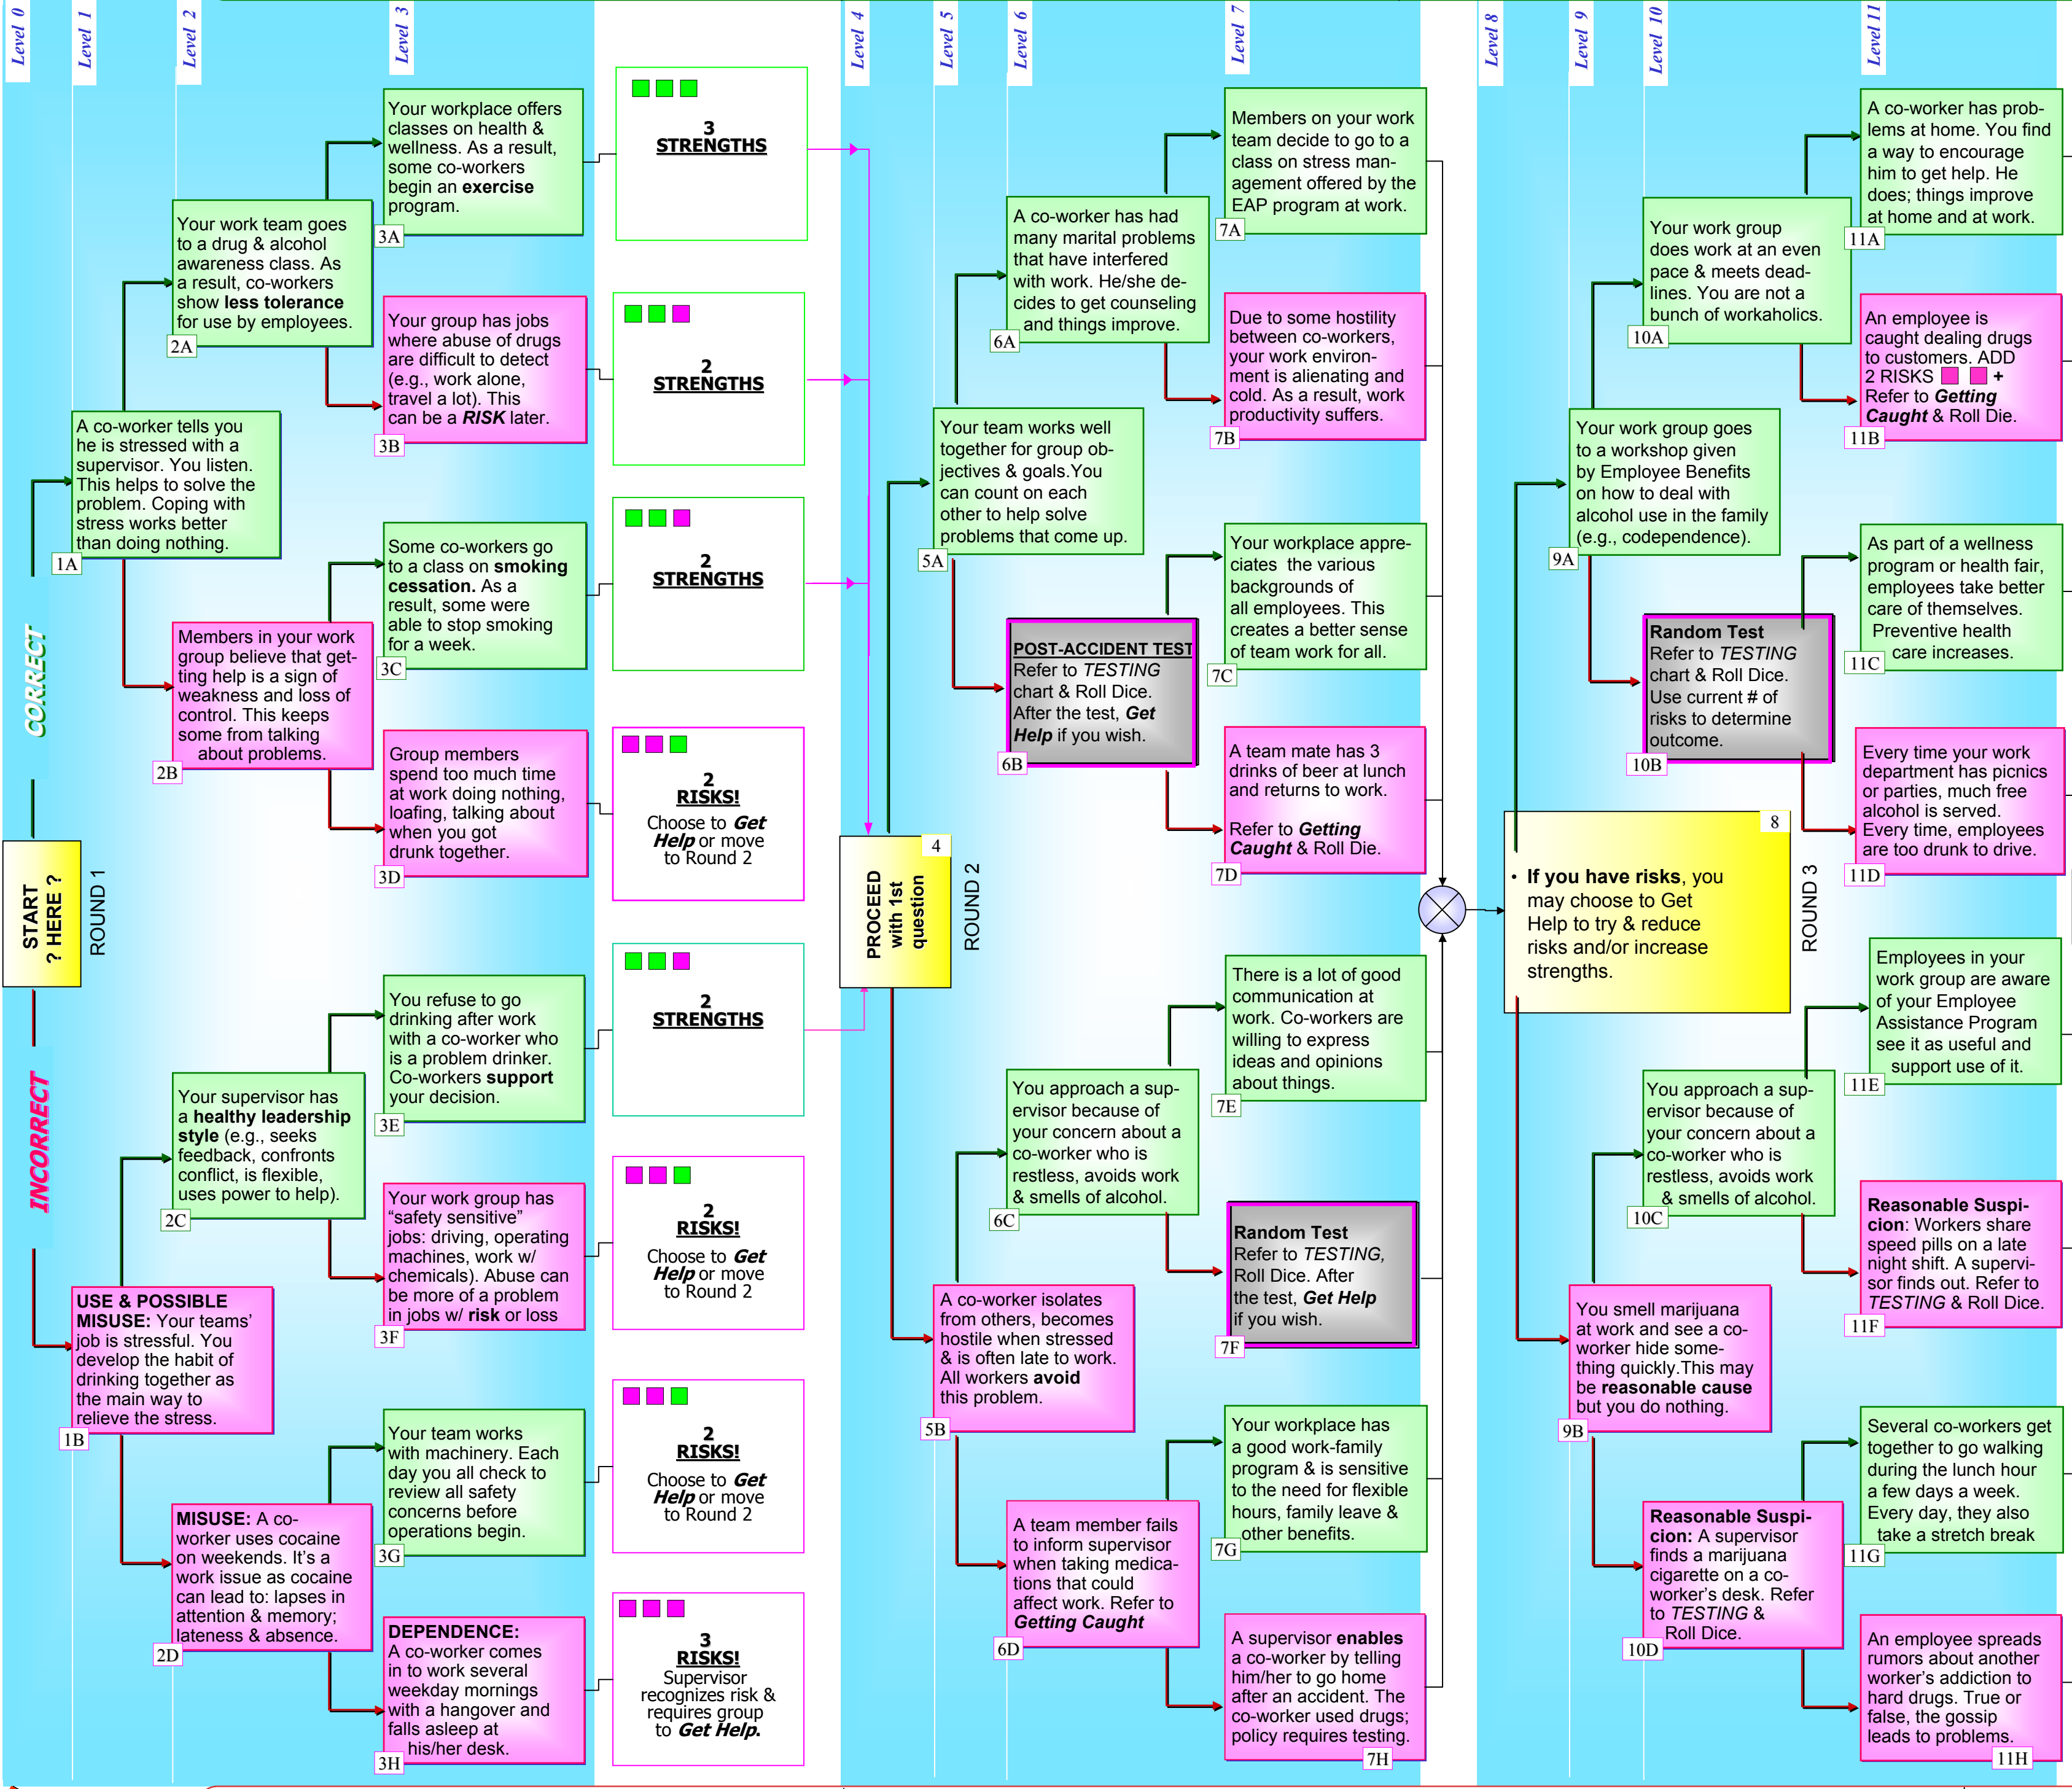 Level 0
Level 1
Level 2
Level 3
Level 4
Level 5
Level 6
Level 7
Level 8
Level 9
Level 10
Level 11
START
? HERE ?
ROUND 1
CORRECT
INCORRECT
A co-worker tells you
he is stressed with a
supervisor. You listen.
This helps to solve the
problem. Coping with
stress works better
than doing nothing.
1A
USE & POSSIBLE
MISUSE: Your teams'
job is stressful. You
develop the habit of
drinking together as
the main way to
relieve the stress.
1B
Your work team goes
to a drug & alcohol
awareness class. As
a result, co-workers
show less tolerance
for use by employees.
2A
Members in your work
group believe that get-
ting help is a sign of
weakness and loss of
control. This keeps
some from talking
about problems.
2B
Your supervisor has
a healthy leadership
style (e.g., seeks
feedback, confronts
conflict, is flexible,
uses power to help).
2C
MISUSE: A co-
worker uses cocaine
on weekends. It's a
work issue as cocaine
can lead to: lapses in
attention & memory;
lateness & absence.
2D
Your workplace offers
classes on health &
wellness. As a result,
some co-workers
begin an exercise
program.
3A
Your group has jobs
where abuse of drugs
are difficult to detect
(e.g., work alone,
travel a lot). This
can be a RISK later.
3B
Some co-workers go
to a class on smoking
cessation. As a
result, some were
able to stop smoking
for a week.
3C
Group members
spend too much time
at work doing nothing,
loafing, talking about
when you got
drunk together.
3D
You refuse to go
drinking after work
with a co-worker who
is a problem drinker.
Co-workers support
your decision.
3E
Your work group has
“safety sensitive”
jobs: driving, operating
machines, work w/
chemicals). Abuse can
be more of a problem
in jobs w/ risk or loss
3F
Your team works
with machinery. Each
day you all check to
review all safety
concerns before
operations begin.
3G
DEPENDENCE:
A co-worker comes
in to work several
weekday mornings
with a hangover and
falls asleep at
his/her desk.
3H
3
STRENGTHS
2
STRENGTHS
2
STRENGTHS
2
RISKS!
Choose to Get
Help or move
to Round 2
2
STRENGTHS
2
RISKS!
Choose to Get
Help or move
to Round 2
2
RISKS!
Choose to Get
Help or move
to Round 2
3
RISKS!
Supervisor
recognizes risk &
requires group
to Get Help.
4
PROCEED
with 1st
question
ROUND 2
Your team works well
together for group ob-
jectives & goals.You
can count on each
other to help solve
problems that come up.
5A
A co-worker isolates
from others, becomes
hostile when stressed
& is often late to work.
All workers avoid
this problem.
5B
A co-worker has had
many marital problems
that have interfered
with work. He/she de-
cides to get counseling
and things improve.
6A
POST-ACCIDENT TEST
Refer to TESTING
chart & Roll Dice.
After the test, Get
Help if you wish.
6B
You approach a sup-
ervisor because of
your concern about a
co-worker who is
restless, avoids work
& smells of alcohol.
6C
A team member fails
to inform supervisor
when taking medica-
tions that could
affect work. Refer to
Getting Caught
6D
Members on your work
team decide to go to a
class on stress man-
agement offered by the
EAP program at work.
7A
Due to some hostility
between co-workers,
your work environ-
ment is alienating and
cold. As a result, work
productivity suffers.
7B
Your workplace appre-
ciates the various
backgrounds of
all employees. This
creates a better sense
of team work for all.
7C
A team mate has 3
drinks of beer at lunch
and returns to work.
Refer to Getting
Caught & Roll Die.
7D
There is a lot of good
communication at
work. Co-workers are
willing to express
ideas and opinions
about things.
7E
Random Test
Refer to TESTING,
Roll Dice. After
the test, Get Help
if you wish.
7F
Your workplace has
a good work-family
program & is sensitive
to the need for flexible
hours, family leave &
other benefits.
7G
A supervisor enables
a co-worker by telling
him/her to go home
after an accident. The
co-worker used drugs;
policy requires testing.
7H
8
• If you have risks, you
may choose to Get
Help to try & reduce
risks and/or increase
strengths.
ROUND 3
Your work group goes
to a workshop given
by Employee Benefits
on how to deal with
alcohol use in the family
(e.g., codependence).
9A
You smell marijuana
at work and see a co-
worker hide some-
thing quickly.This may
be reasonable cause
but you do nothing.
9B
Your work group
does work at an even
pace & meets dead-
lines. You are not a
bunch of workaholics.
10A
Random Test
Refer to TESTING
chart & Roll Dice.
Use current # of
risks to determine
outcome.
10B
You approach a sup-
ervisor because of
your concern about a
co-worker who is
restless, avoids work
& smells of alcohol.
10C
Reasonable Suspi-
cion: A supervisor
finds a marijuana
cigarette on a co-
worker's desk. Refer
to TESTING &
Roll Dice.
10D
A co-worker has prob-
lems at home. You find
a way to encourage
him to get help. He
does; things improve
at home and at work.
11A
An employee is
caught dealing drugs
to customers. ADD
2 RISKS +
Refer to Getting
Caught & Roll Die.
11B
As part of a wellness
program or health fair,
employees take better
care of themselves.
Preventive health
care increases.
11C
Every time your work
department has picnics
or parties, much free
alcohol is served.
Every time, employees
are too drunk to drive.
11D
Employees in your
work group are aware
of your Employee
Assistance Program
see it as useful and
support use of it.
11E
Reasonable Suspi-
cion: Workers share
speed pills on a late
night shift. A supervi-
sor finds out. Refer to
TESTING & Roll Dice.
11F
Several co-workers get
together to go walking
during the lunch hour
a few days a week.
Every day, they also
take a stretch break
11G
An employee spreads
rumors about another
worker's addiction to
hard drugs. True or
false, the gossip
leads to problems.
11H